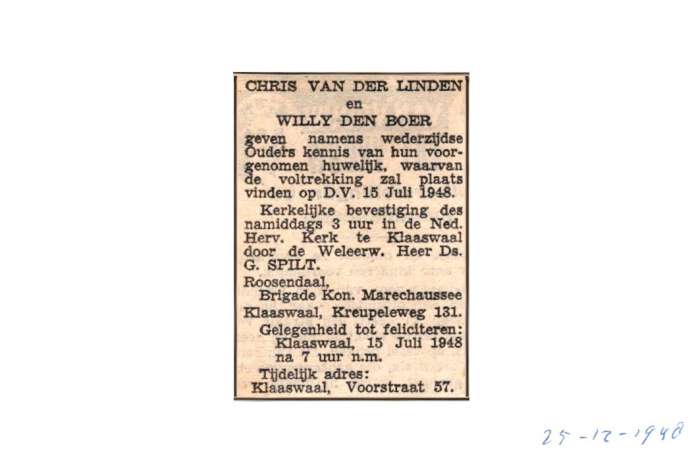 CHRIS VAN DER LINDEN
en
WILLY DEN BOER
geven namens wederzijdse
Ouders kennis van hun voor-
genomen huwelijk, waarvan
de voltrekking zal plaats
vinden op D.V. 15 Juli 1948.
Kerkelijke bevestiging des
namiddags 3 uur in de Ned.
Herv. Kerk te Klaaswaal
door de Weleerw. Heer Ds.
G. SPILT.
Roosendaal,
Brigade Kon. Marechaussee
Klaaswaal, Kreupeleweg 131.
Gelegenheid tot feliciteren:
Klaaswaal, 15 Juli 1948
na 7 uur n.m.
Tijdelijk adres:
Klaaswaal, Voorstraat 57.
25-12-1948